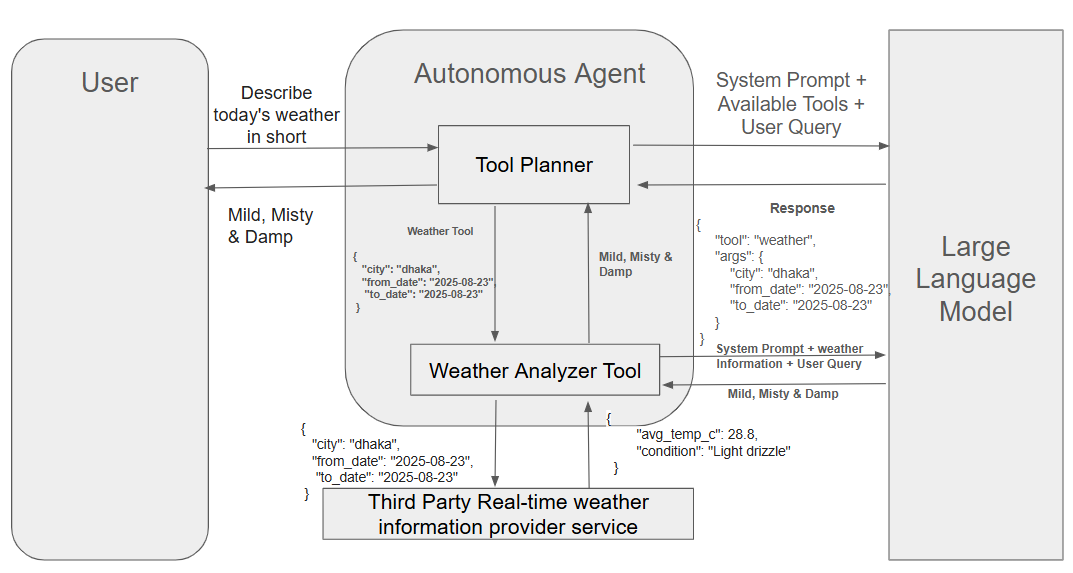 User
Describe
today's weather
in short
Mild, Misty
& Damp
Autonomous Agent
Tool Planner
Weather Tool
{
"city": "dhaka",
"from_date": "2025-08-23",
"to_date": "2025-08-23"
}
Mild, Misty &
Damp
Weather Analyzer Tool
System Prompt +
Available Tools +
User Query
Response
{
"tool": "weather",
"args": {
"city": "dhaka",
"from_date": "2025-08-23",
"to_date": "2025-08-23"
}
}
System Prompt + weather
Information + User Query
Mild, Misty & Damp
Large
Language
Model
{
"city": "dhaka",
"from_date": "2025-08-23",
"to_date": "2025-08-23"
}
{
"avg_temp_c": 28.8,
"condition": "Light drizzle"
}
Third Party Real-time weather
information provider service